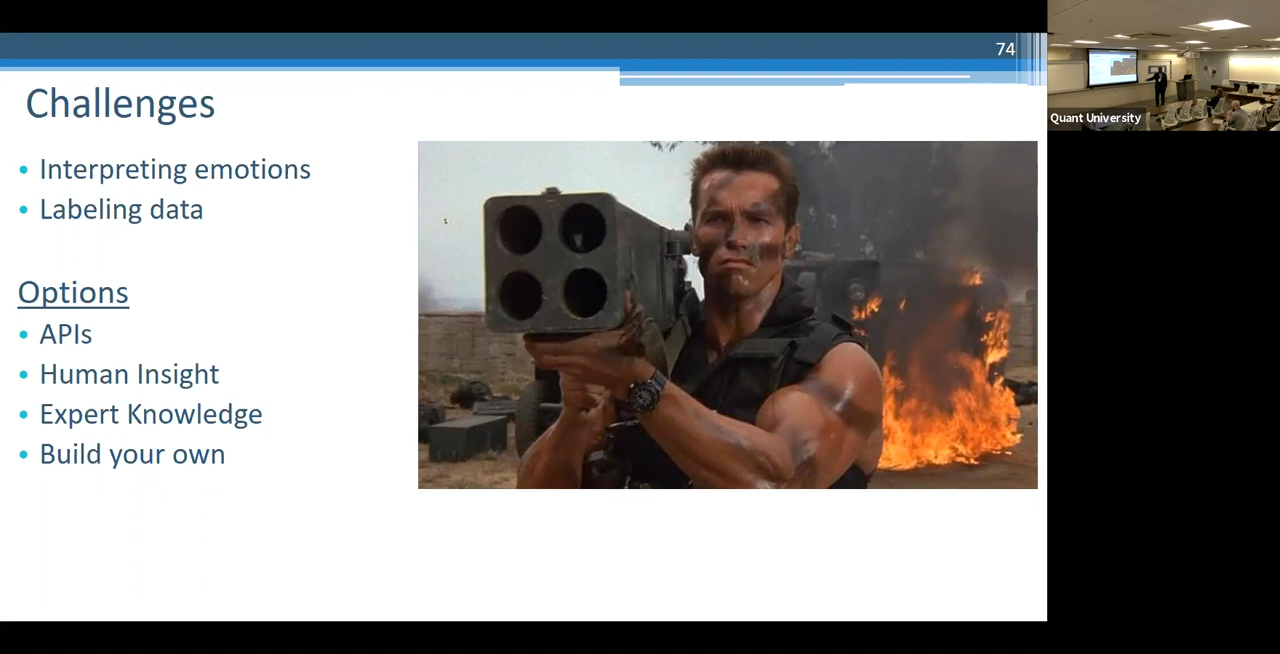 74
Challenges
Quant University
• Interpreting emotions
• Labeling data
Options
• APIs
• Human Insight
• Expert Knowledge
• Build your own